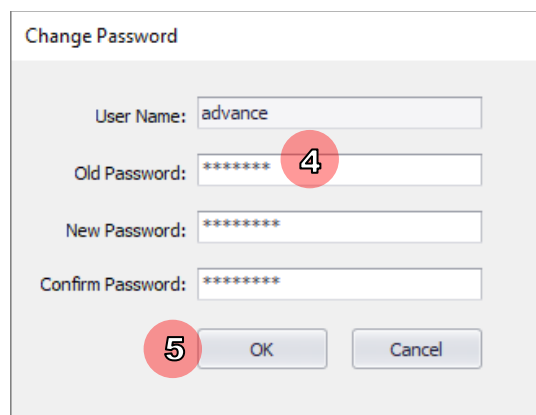 Change Password
User Name: advance
Old Password: ******* 4
New Password: ********
Confirm Password: ********
5 OK Cancel